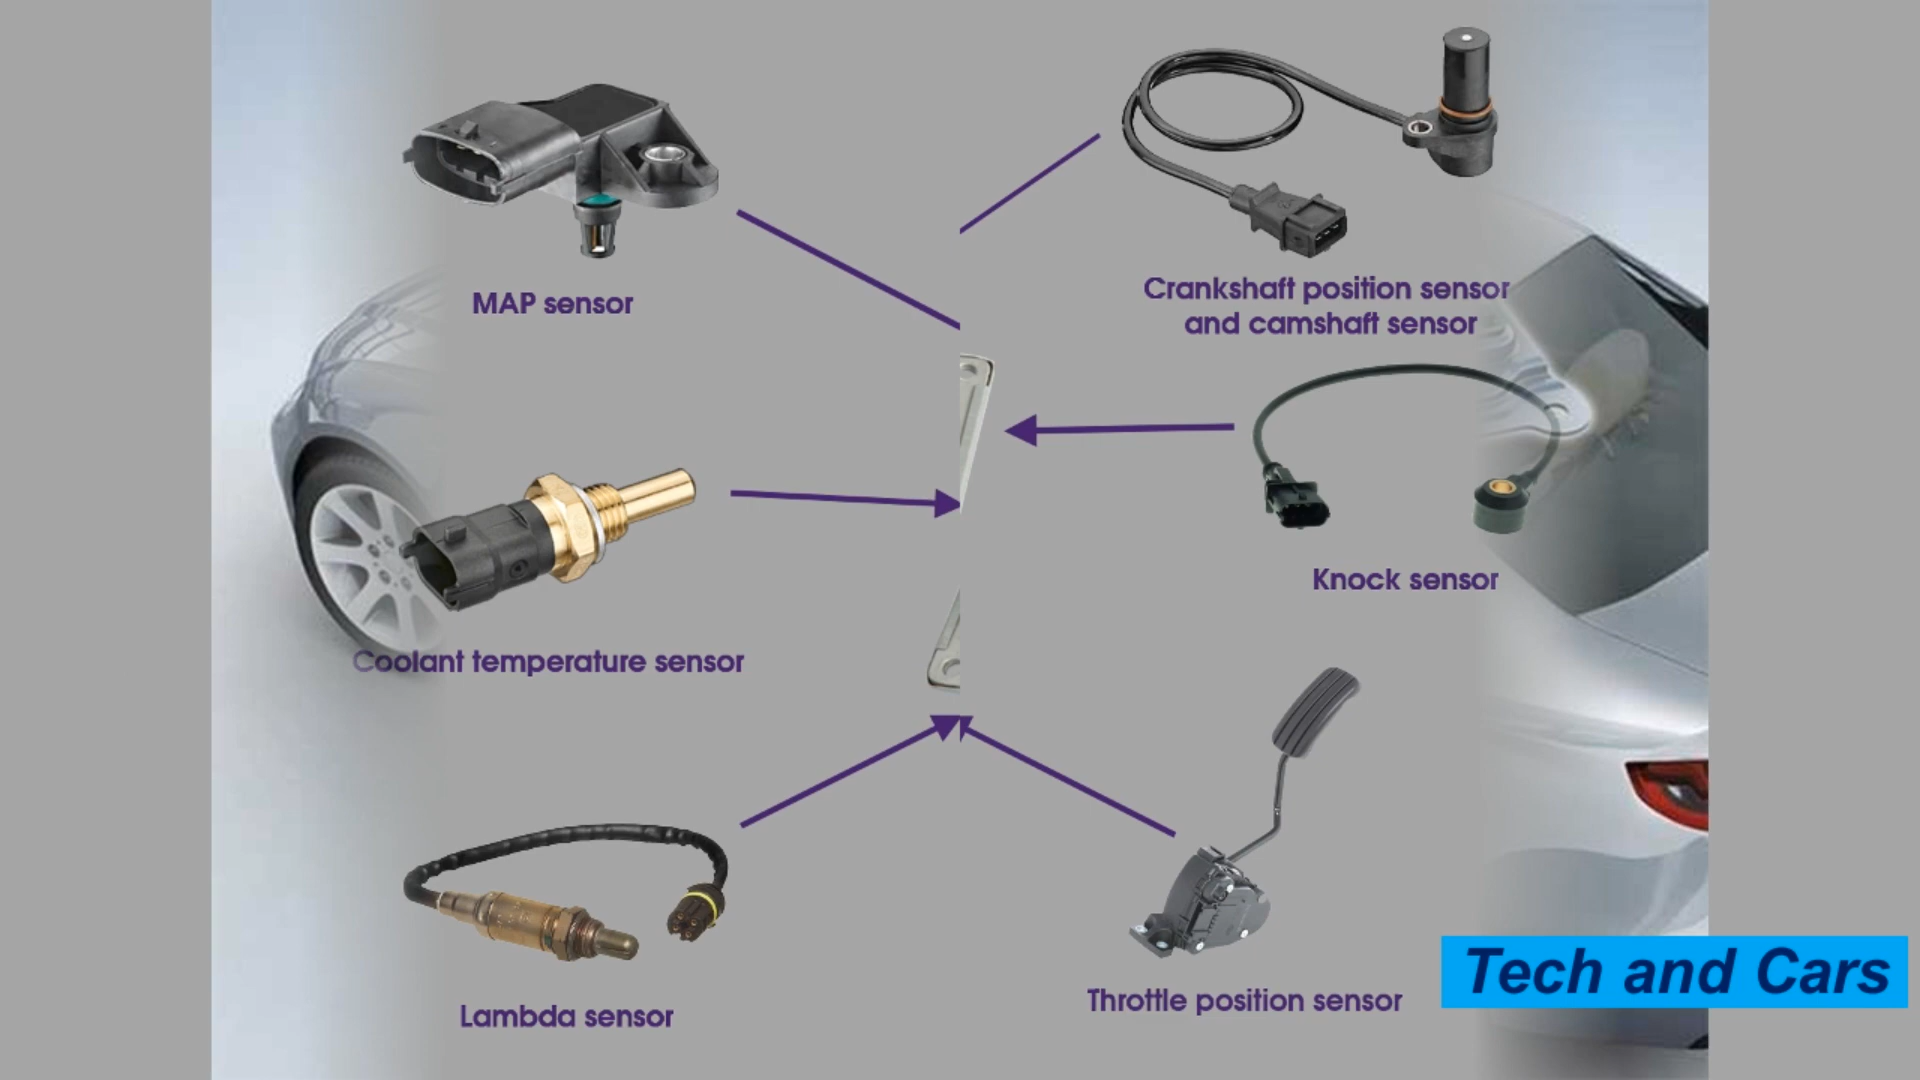 MAP sensor
Crankshaft position sensor
and camshaft sensor
Coolant temperature sensor
Knock sensor
Lambda sensor
Throttle position sensor
Tech and Cars